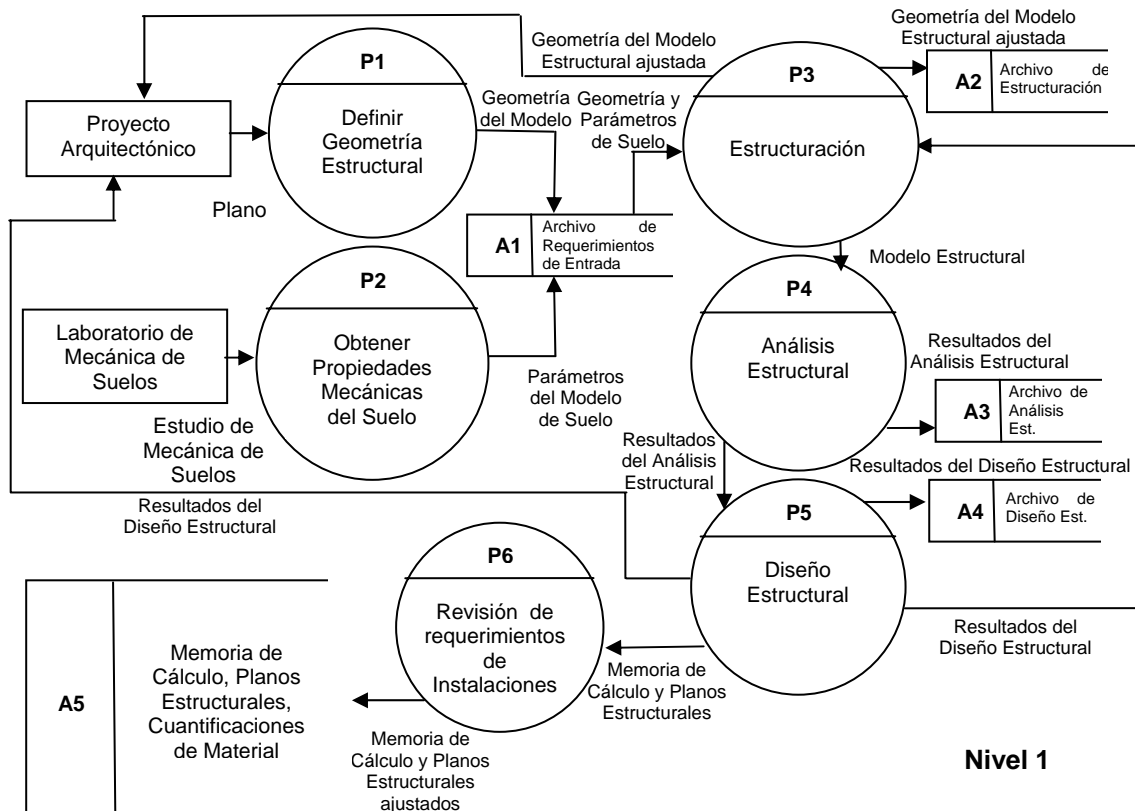 Geometría del Modelo
Estructural ajustada
Geometría del Modelo
Estructural ajustada
P1
Definir
Geometría
Estructural
Geometría
del Modelo
Geometría y
Parámetros
de Suelo
P3
Estructuración
A2
Archivo de
Estructuración
Proyecto
Arquitectónico
Plano
A1
Archivo de
Requerimientos
de Entrada
Modelo Estructural
P2
Obtener
Propiedades
Mecánicas
del Suelo
Laboratorio de
Mecánica de
Suelos
Estudio de
Mecánica de
Suelos
Parámetros
del Modelo
de Suelo
P4
Análisis
Estructural
Resultados del
Análisis Estructural
A3
Archivo de
Análisis
Est.
Resultados
del Análisis
Estructural
Resultados del Diseño Estructural
A4
Archivo de
Diseño Est.
Resultados del
Diseño Estructural
P5
Diseño
Estructural
Resultados del
Diseño Estructural
P6
Revisión de
requerimientos
de
Instalaciones
Memoria de
Cálculo y Planos
Estructurales
A5
Memoria de
Cálculo, Planos
Estructurales,
Cuantificaciones
de Material
Memoria de
Cálculo y Planos
Estructurales
ajustados
Nivel 1